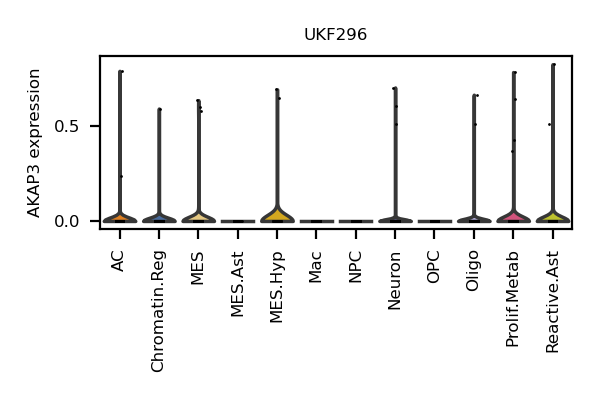 UKF296
AKAP3 expression
0.5
0.0
AC
Chromatin.Reg
MES
MES.Ast
MES.Hyp
Mac
NPC
Neuron
OPC
Oligo
Prolif.Metab
Reactive.Ast